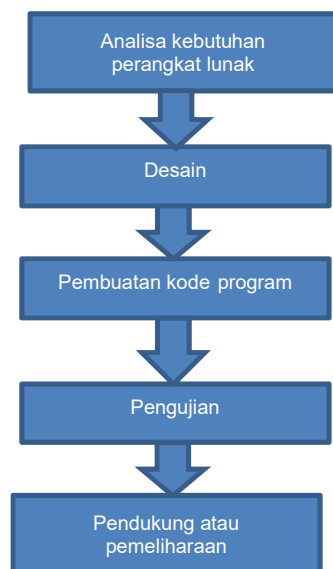 Analisa kebutuhan
perangkat lunak
Desain
Pembuatan kode program
Pengujian
Pendukung atau
pemeliharaan